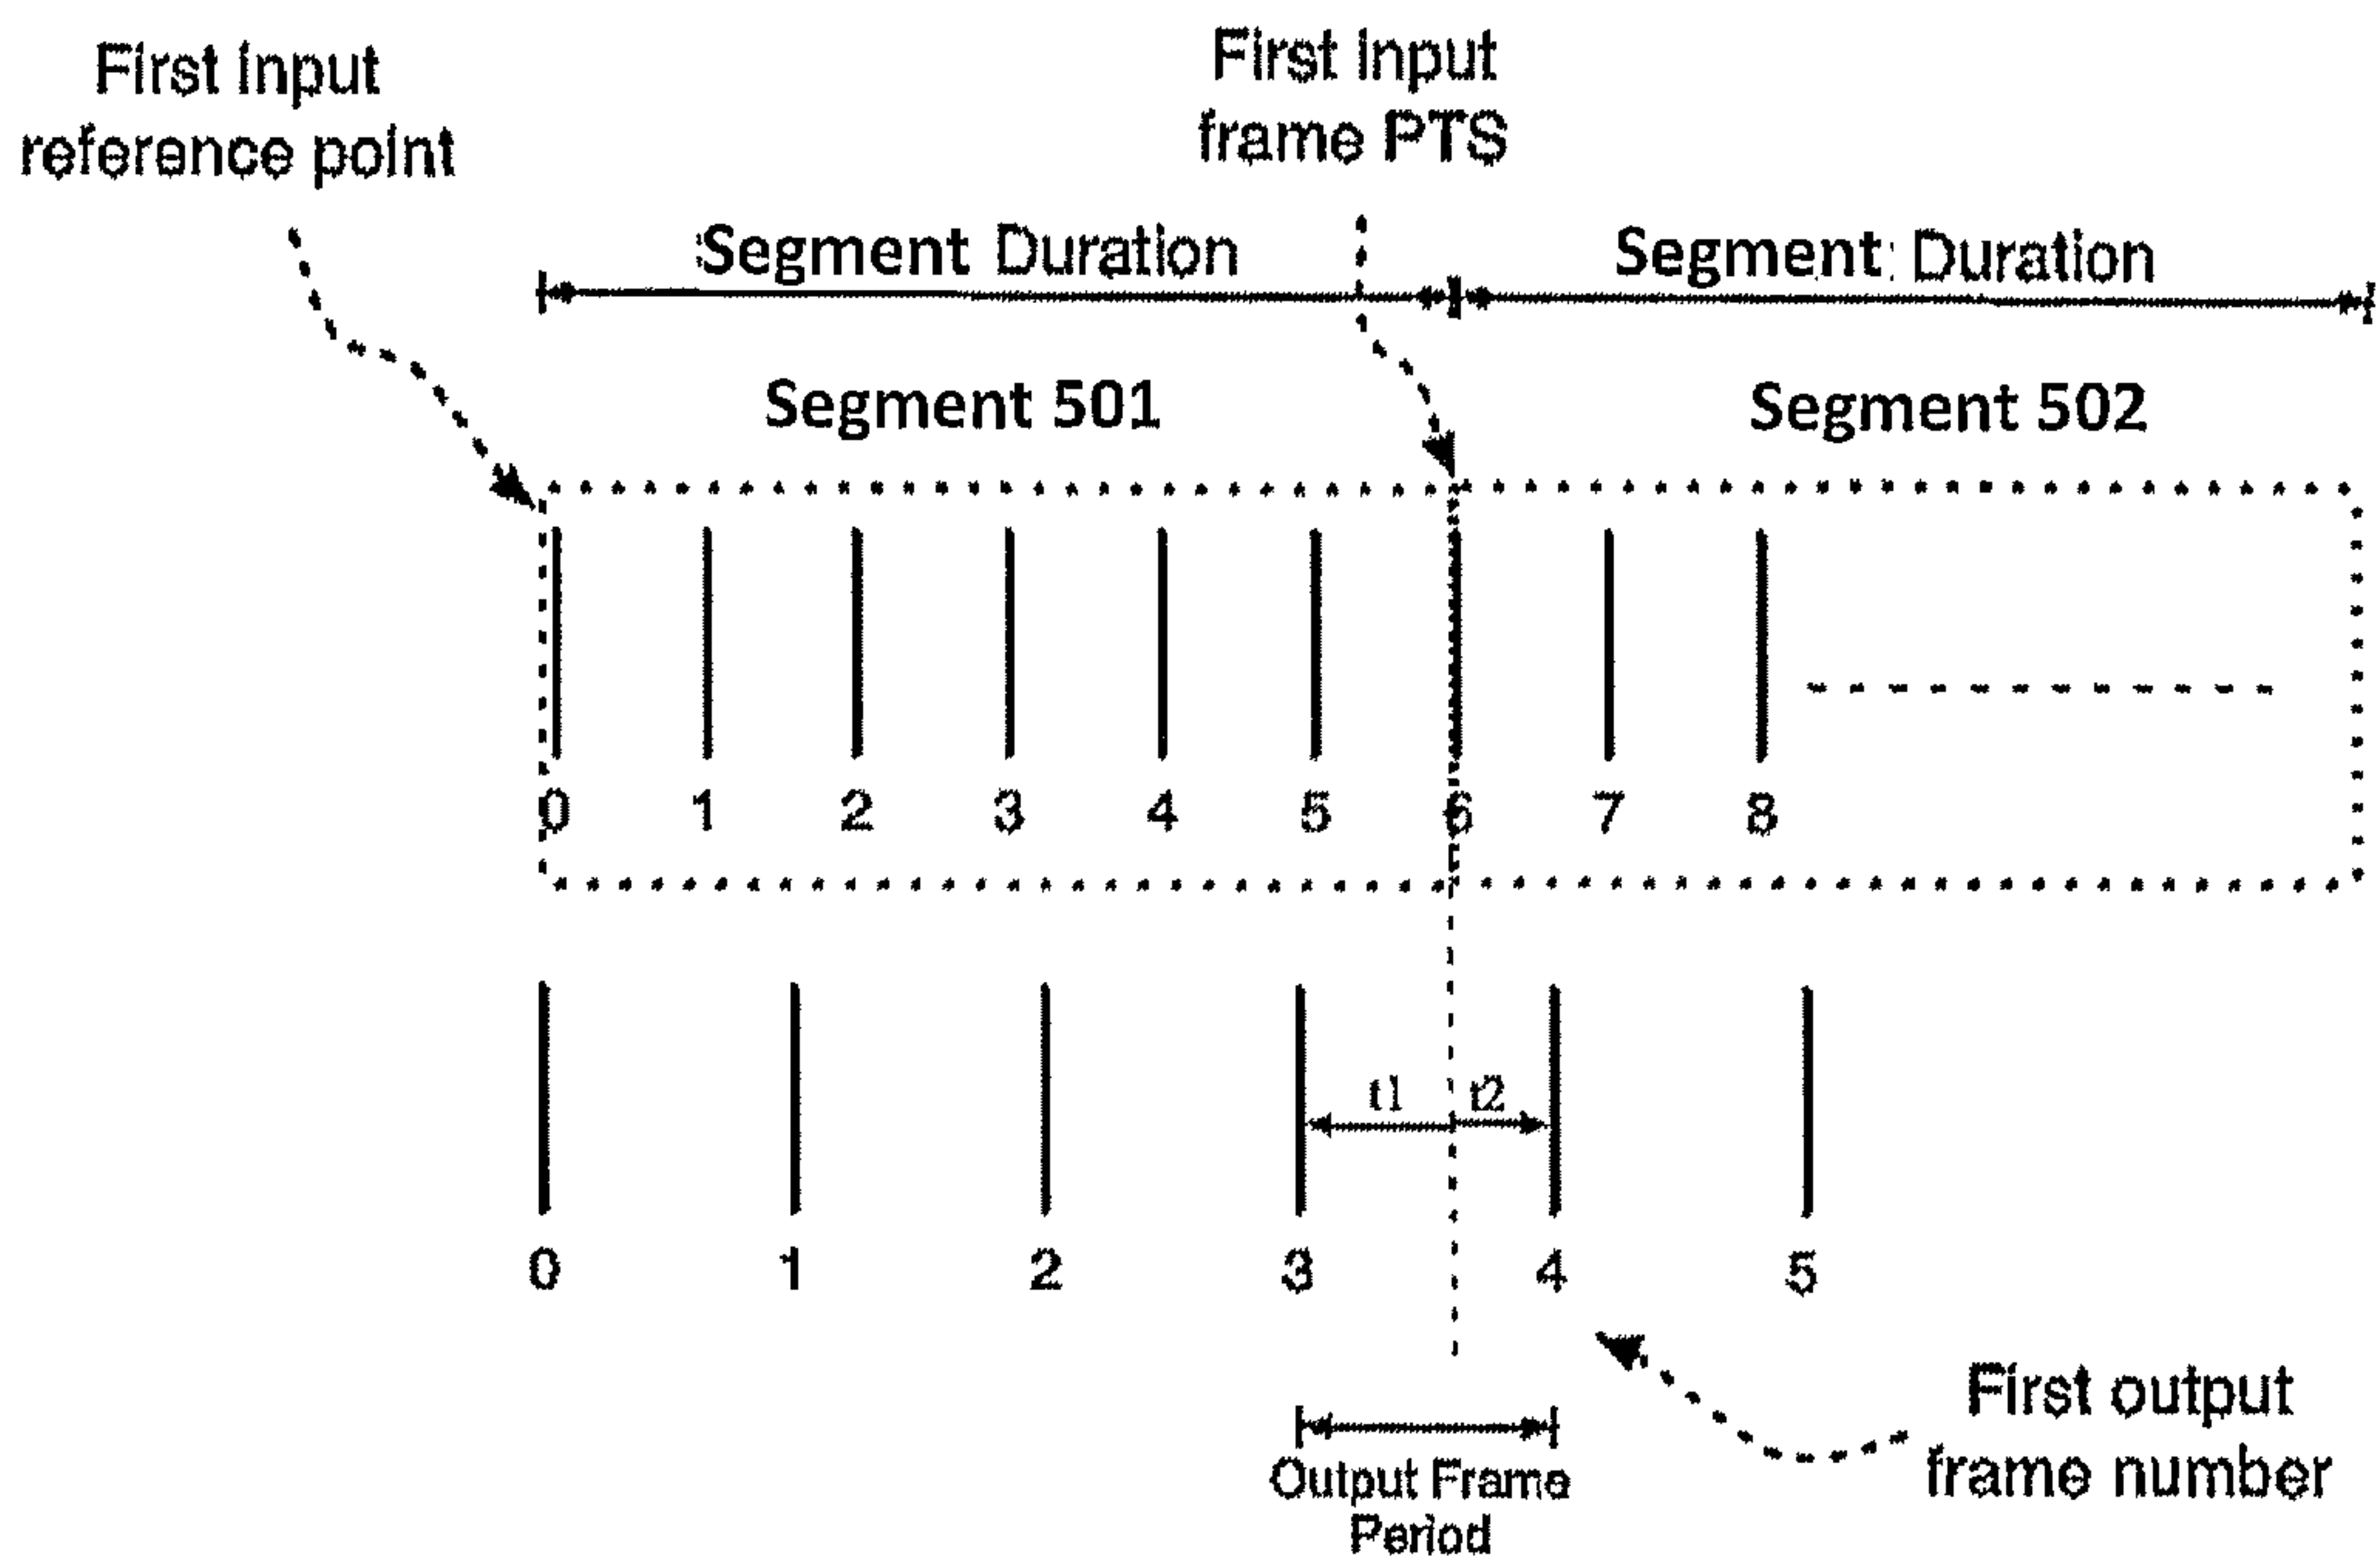 First input
reference point
First input
frame PTS
Segment Duration
Segment Duration
Segment 501
Segment 502
0 1 2 3 4 5 6 7 8
t1 t2
0 1 2 3 4 5
First output
frame number
Output Frame
Period